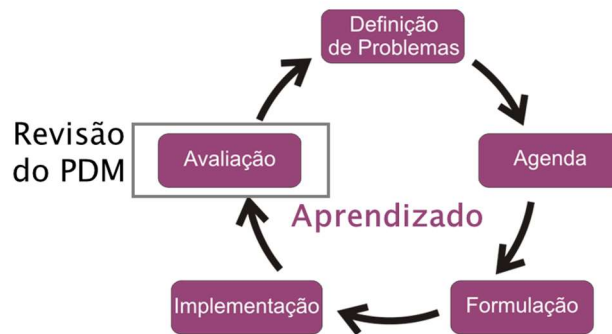 Definição
de Problemas
Revisão
do PDM
Avaliação
Agenda
Aprendizado
Implementação
Formulação